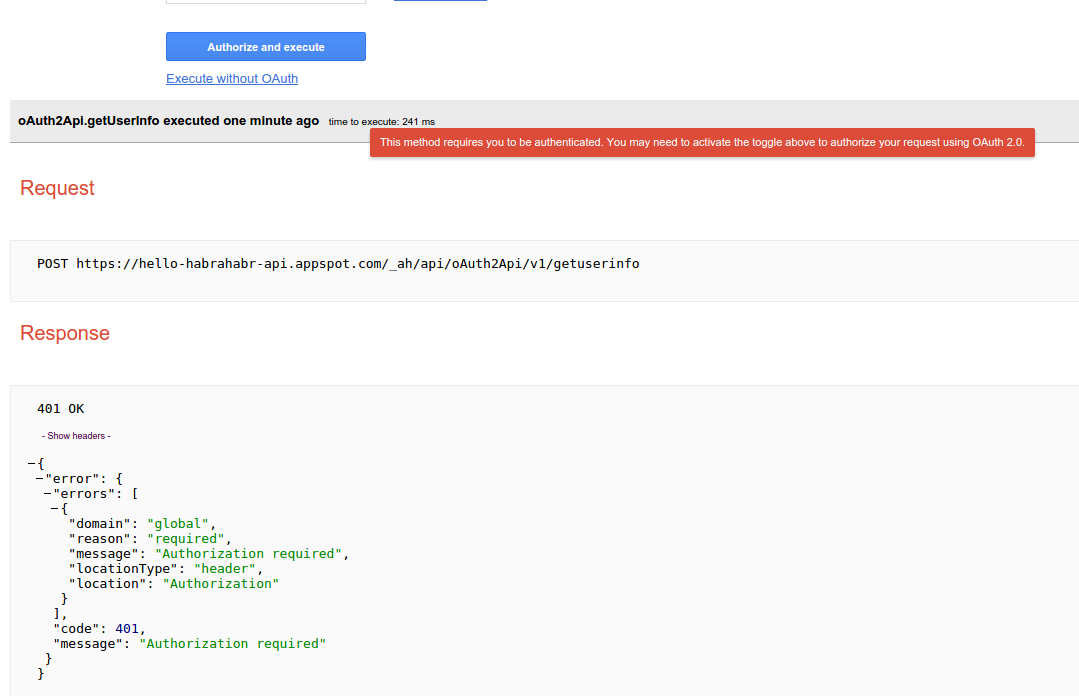 Authorize and execute
Execute without OAuth
oAuth2Api.getUserInfo executed one minute ago time to execute: 241 ms
This method requires you to be authenticated. You may need to activate the toggle above to authorize your request using OAuth 2.0.
Request
POST https://hello-habrahabr-api.appspot.com/_ah/api/oAuth2Api/v1/getuserinfo
Response
401 OK
- Show headers -
−{
−"error": {
−"errors": [
−{
"domain": "global",
"reason": "required",
"message": "Authorization required",
"locationType": "header",
"location": "Authorization"
}
],
"code": 401,
"message": "Authorization required"
}
}